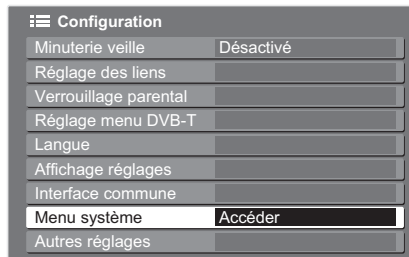 Configuration
Minuterie veille Désactivé
Réglage des liens
Verrouillage parental
Réglage menu DVB-T
Langue
Affichage réglages
Interface commune
Menu système Accéder
Autres réglages